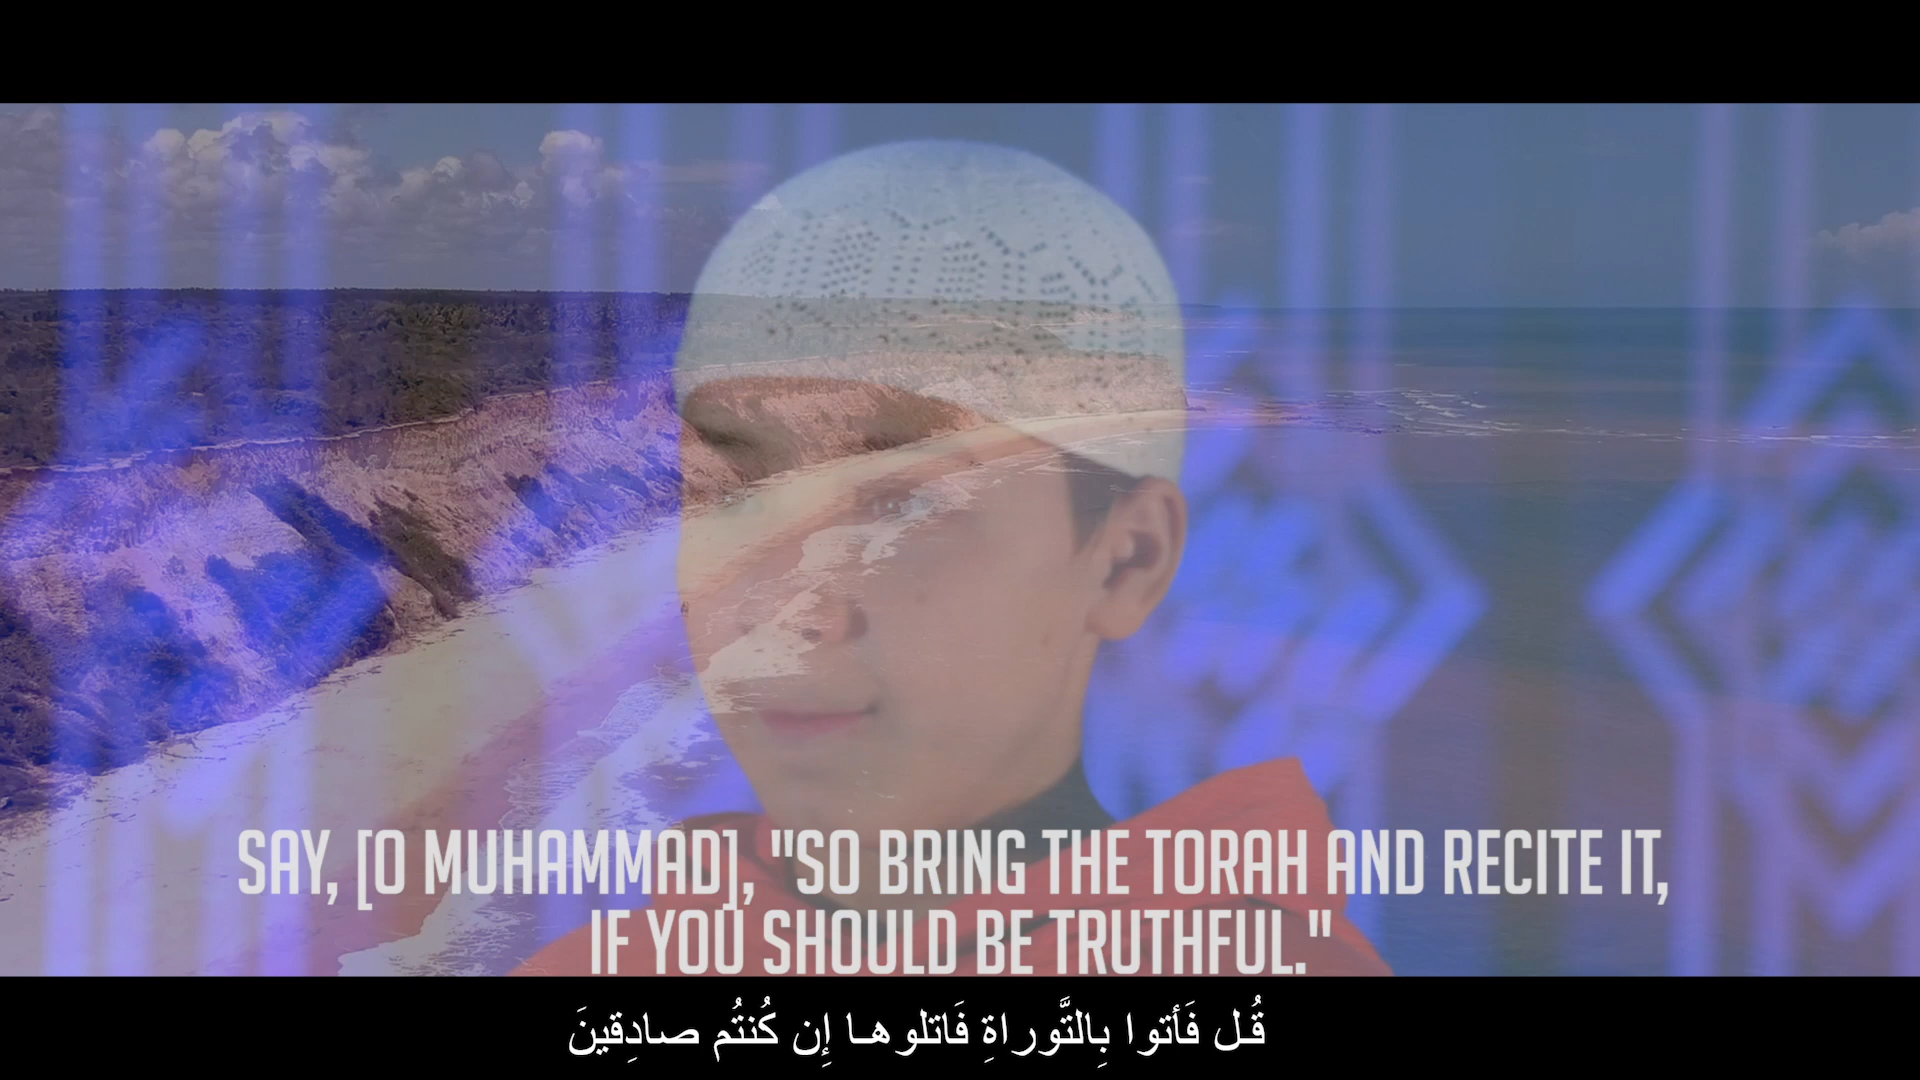 SAY, [O MUHAMMAD], "SO BRING THE TORAH AND RECITE IT,
IF YOU SHOULD BE TRUTHFUL."
قُل فَأتوا بِالتَّوراةِ فَاتلوها إِن كُنتُم صادِقينَ